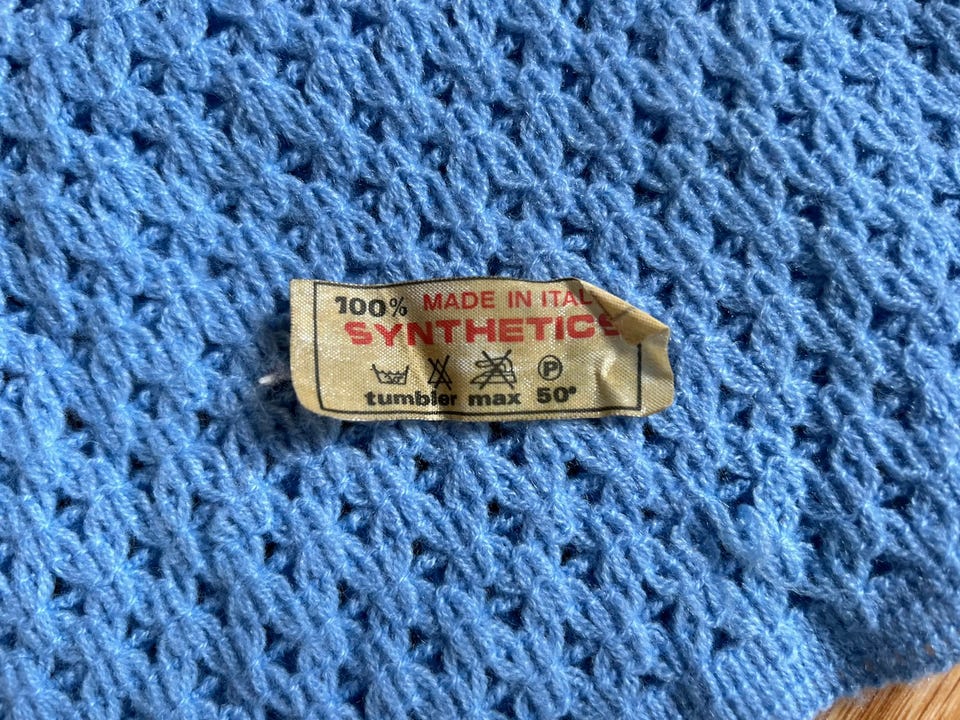 100% MADE IN ITAL
SYNTHETICS
P
tumbler max 50°